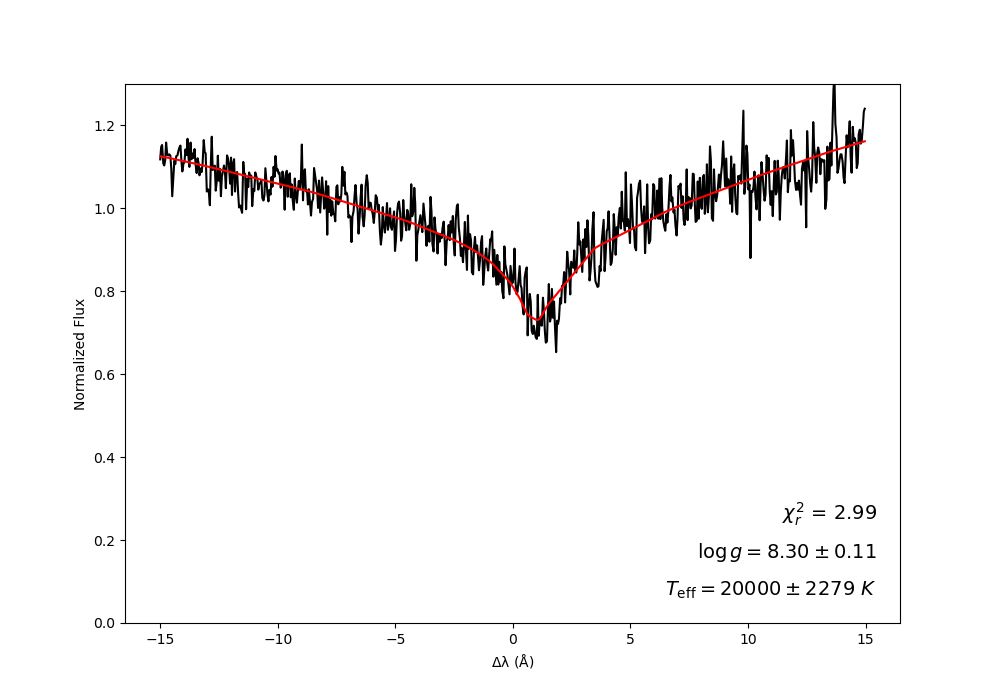 1.2
1.0
0.8
0.6
0.4
0.2
0.0
Normalized Flux
χ²ᵣ = 2.99
log g = 8.30 ± 0.11
T_eff = 20000 ± 2279 K
−15 −10 −5 0 5 10 15
Δλ (Å)